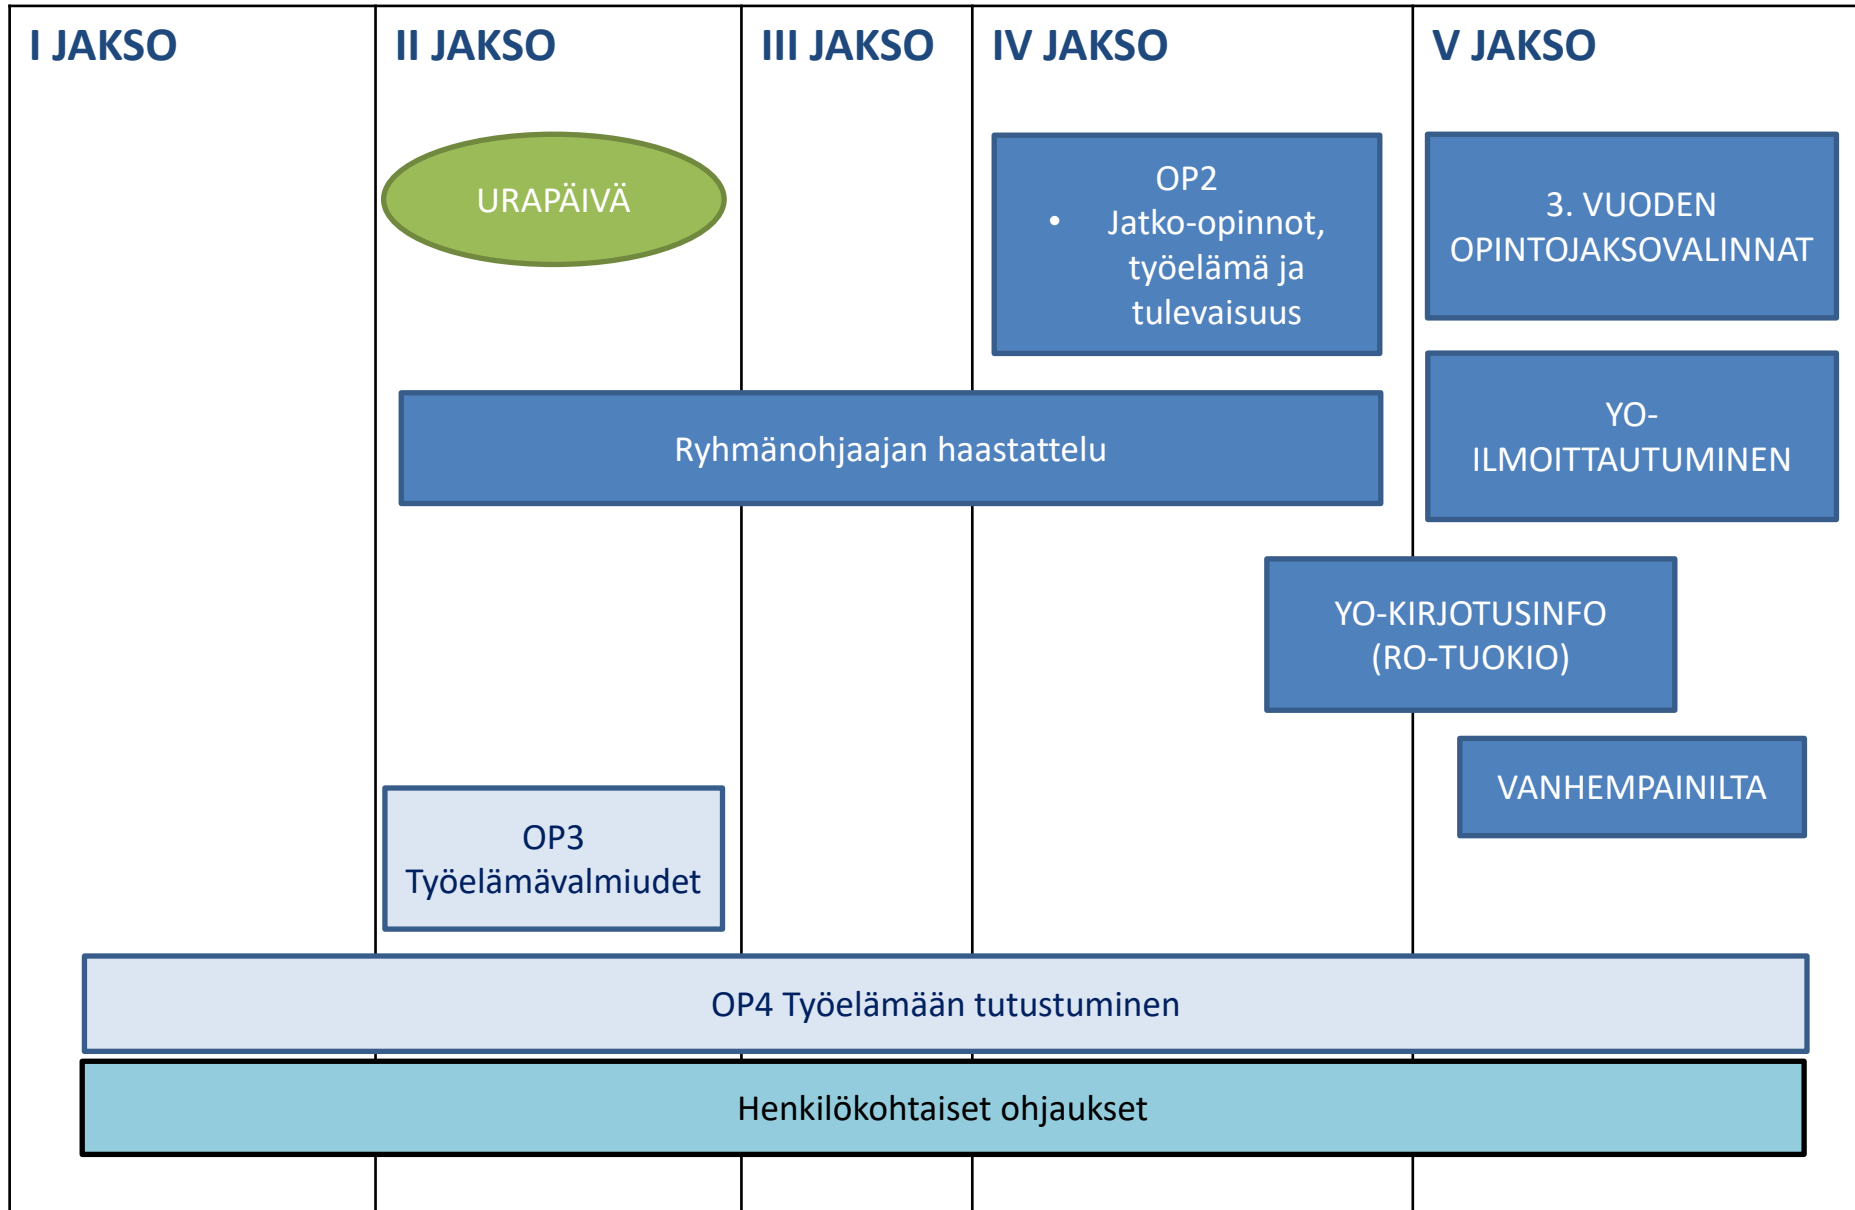 I JAKSO
II JAKSO
III JAKSO
IV JAKSO
V JAKSO
URAPÄIVÄ
OP2
• Jatko-opinnot,
työelämä ja
tulevaisuus
3. VUODEN
OPINTOJAKSOVALINNAT
Ryhmänohjaajan haastattelu
YO-
ILMOITTAUTUMINEN
YO-KIRJOTUSINFO
(RO-TUOKIO)
VANHEMPAINILTA
OP3
Työelämävalmiudet
OP4 Työelämään tutustuminen
Henkilökohtaiset ohjaukset